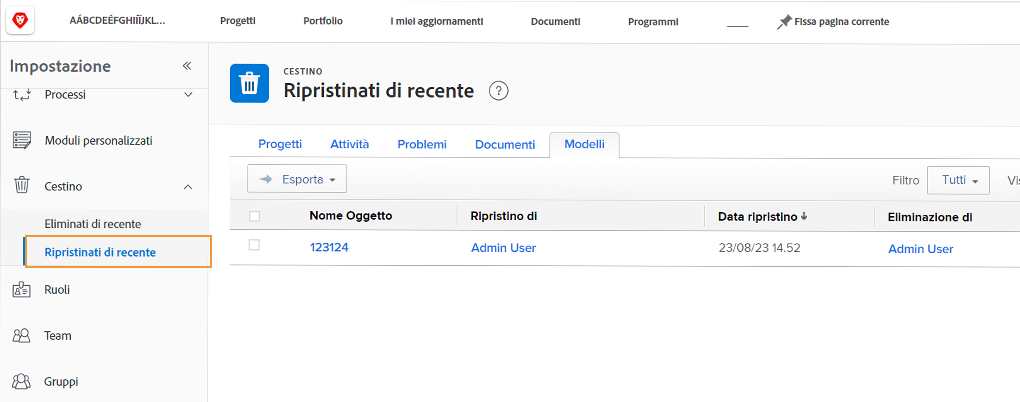 AÁBCDEÉFGHIÍJKL... Progetti Portfolio I miei aggiornamenti Documenti Programmi Fissa pagina corrente
Impostazione «
Processi
Moduli personalizzati
Cestino
Eliminati di recente
Ripristinati di recente
Ruoli
Team
Gruppi
CESTINO
Ripristinati di recente ?
Progetti Attività Problemi Documenti Modelli
Esporta Filtro Tutti Vis
Nome Oggetto Ripristino di Data ripristino ↓ Eliminazione di
123124 Admin User 23/08/23 14.52 Admin User